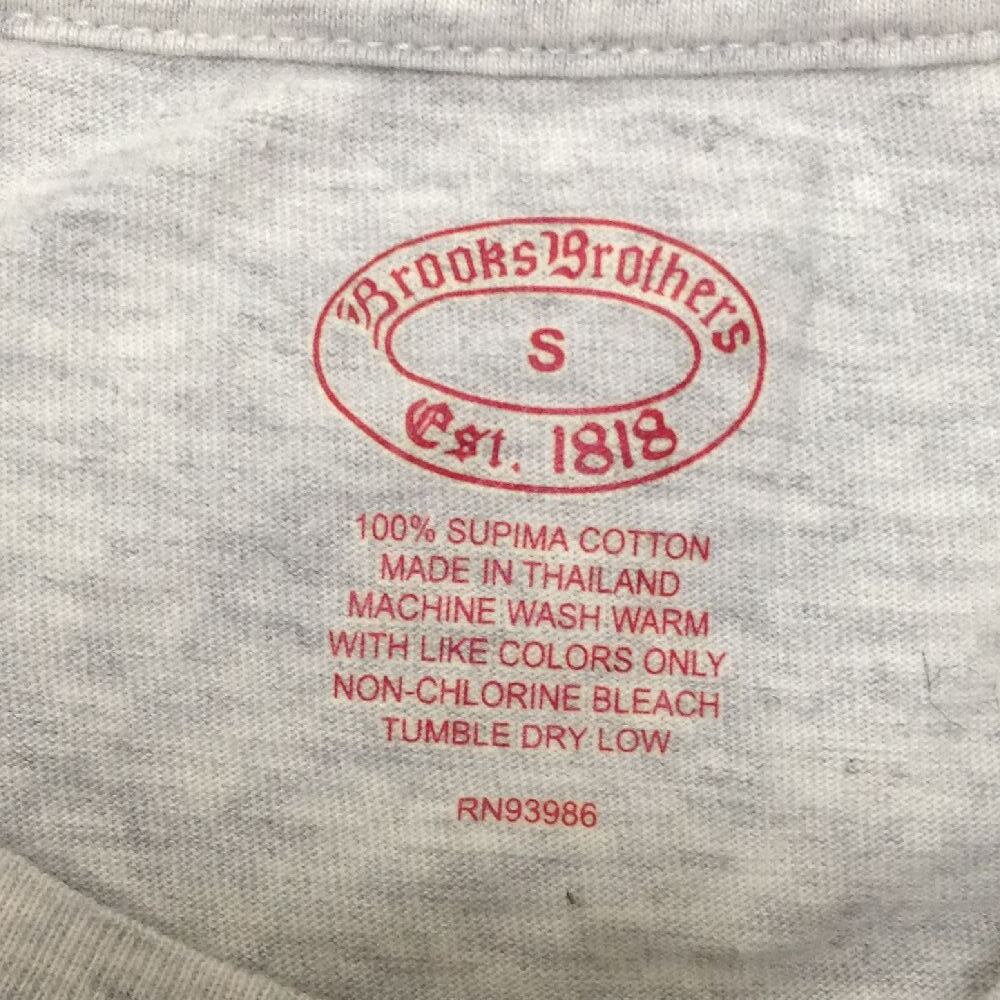 Brooks Brothers
S
Est. 1818
100% SUPIMA COTTON
MADE IN THAILAND
MACHINE WASH WARM
WITH LIKE COLORS ONLY
NON-CHLORINE BLEACH
TUMBLE DRY LOW
RN93986